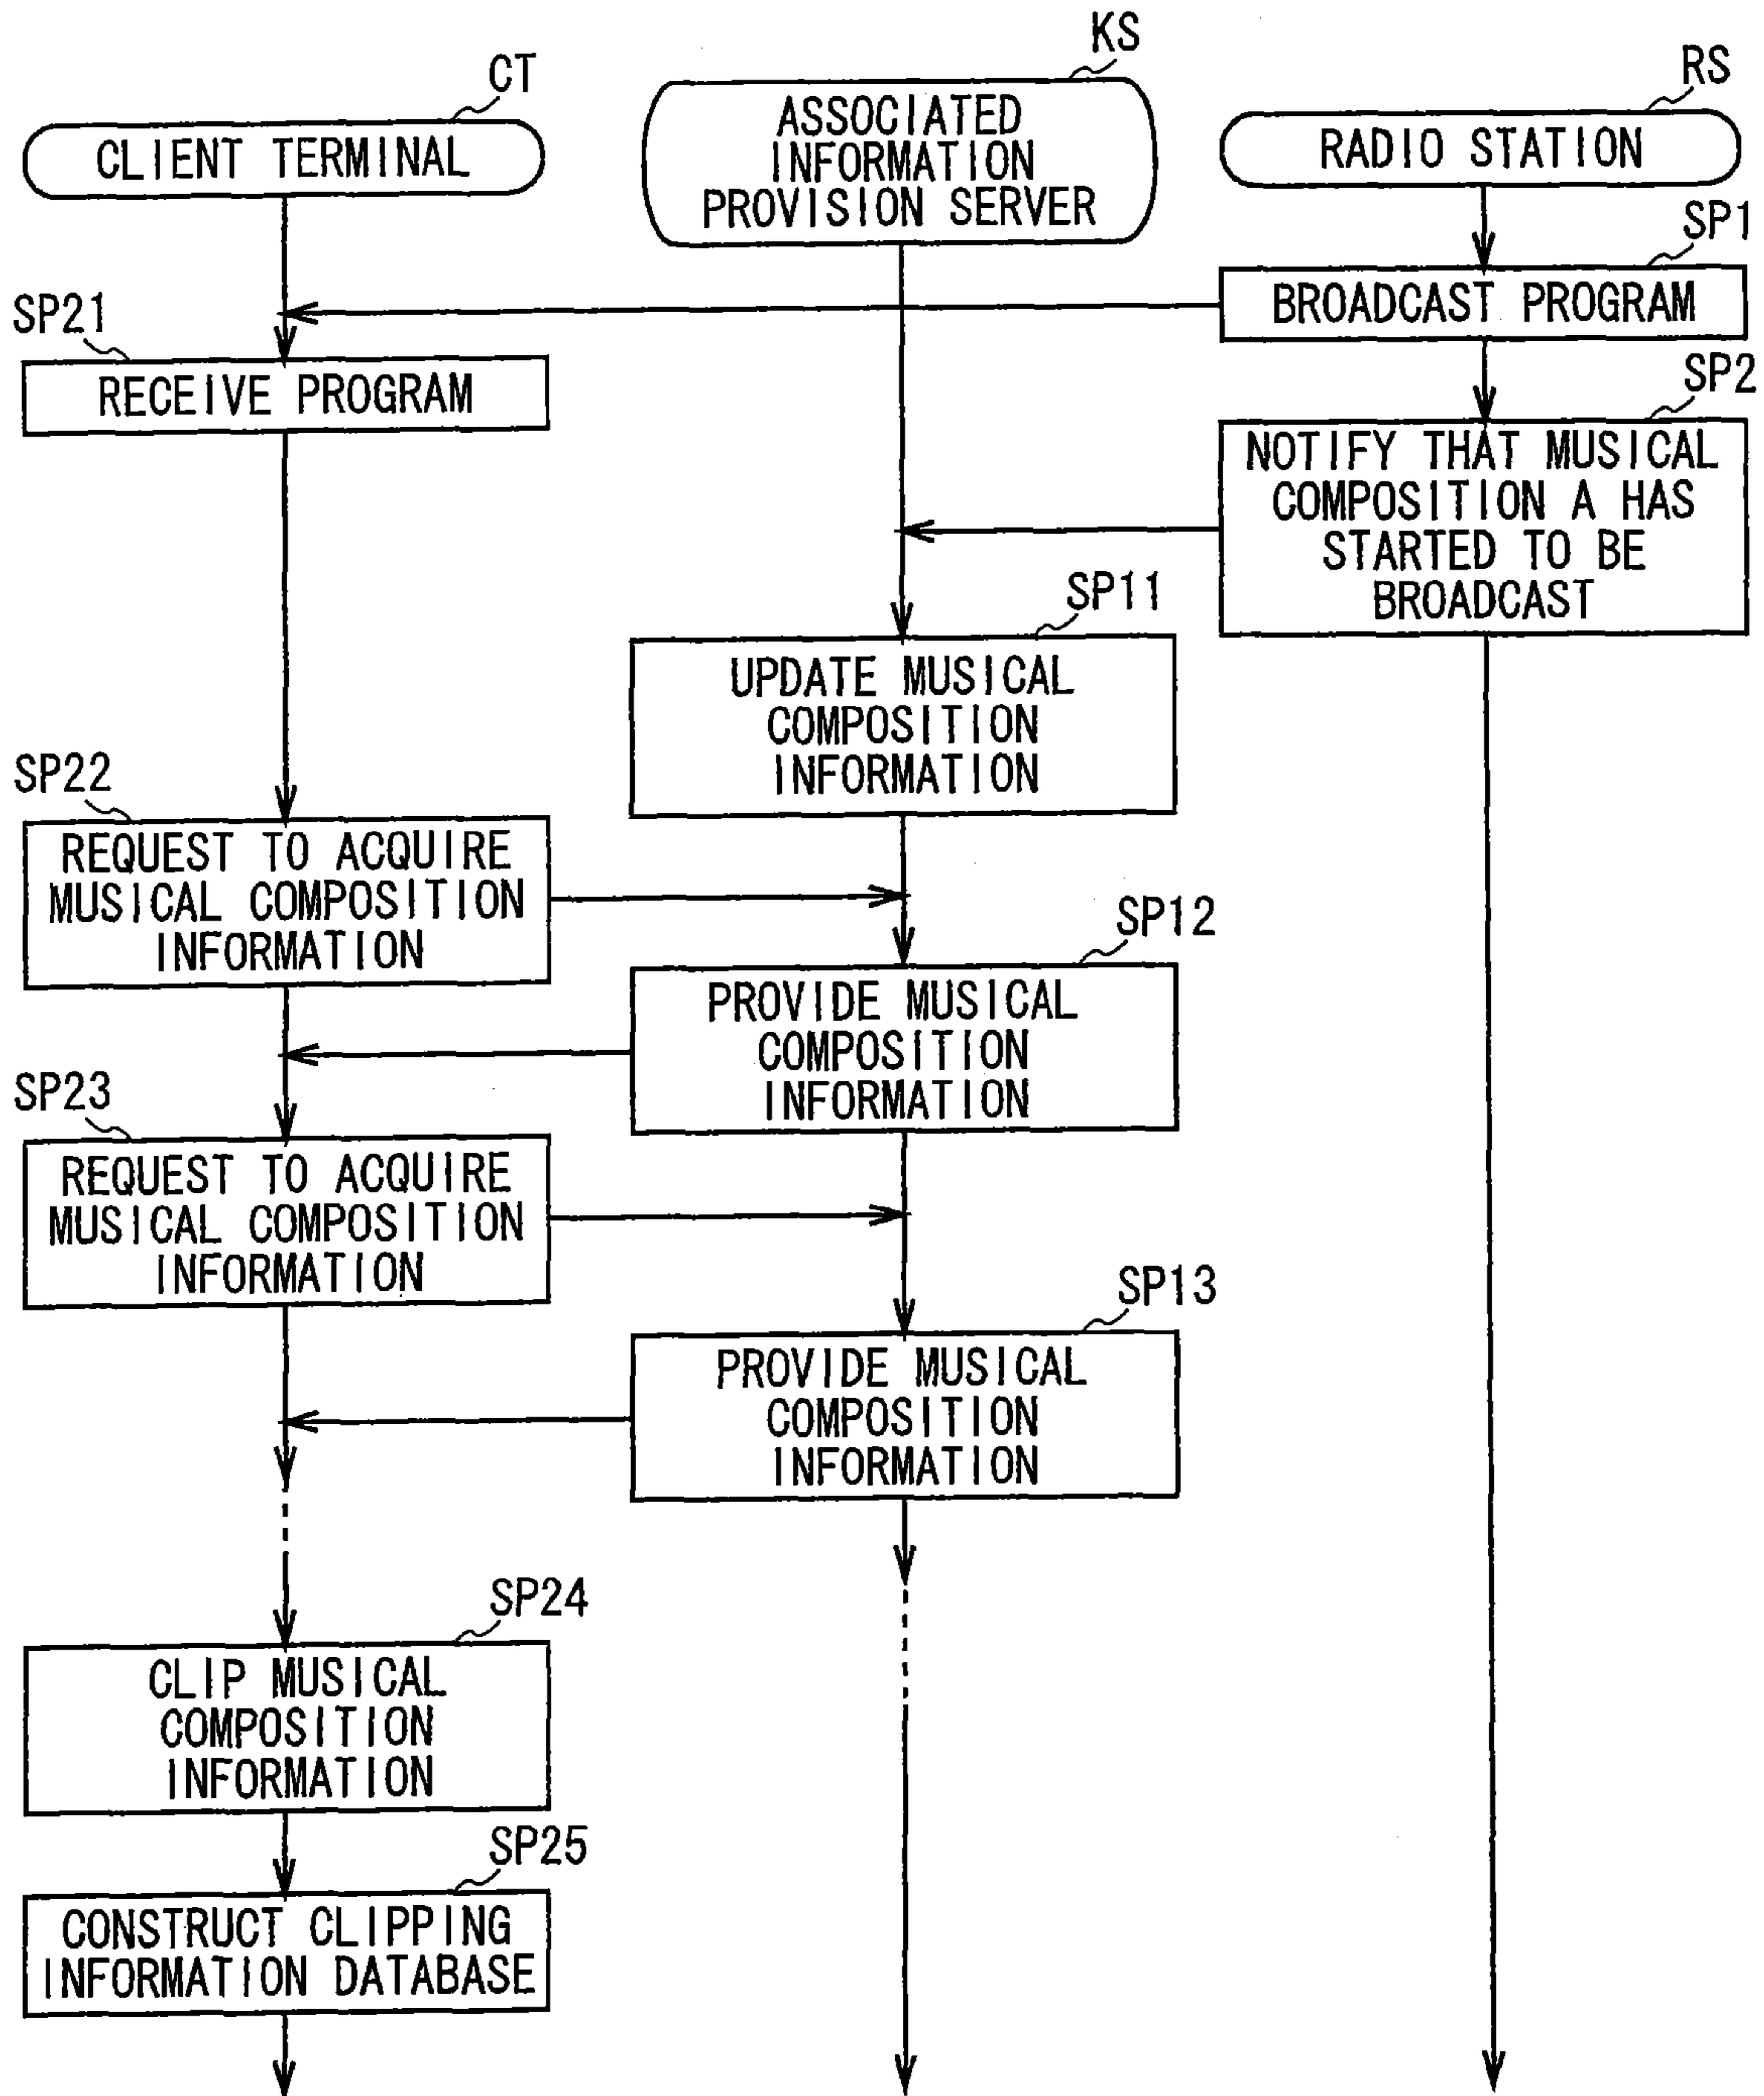 KS
CT
RS
ASSOCIATED
INFORMATION
PROVISION SERVER
CLIENT TERMINAL
RADIO STATION
SP1
BROADCAST PROGRAM
SP21
RECEIVE PROGRAM
SP2
NOTIFY THAT MUSICAL
COMPOSITION A HAS
STARTED TO BE
BROADCAST
SP11
UPDATE MUSICAL
COMPOSITION
INFORMATION
SP22
REQUEST TO ACQUIRE
MUSICAL COMPOSITION
INFORMATION
SP12
PROVIDE MUSICAL
COMPOSITION
INFORMATION
SP23
REQUEST TO ACQUIRE
MUSICAL COMPOSITION
INFORMATION
SP13
PROVIDE MUSICAL
COMPOSITION
INFORMATION
SP24
CLIP MUSICAL
COMPOSITION
INFORMATION
SP25
CONSTRUCT CLIPPING
INFORMATION DATABASE